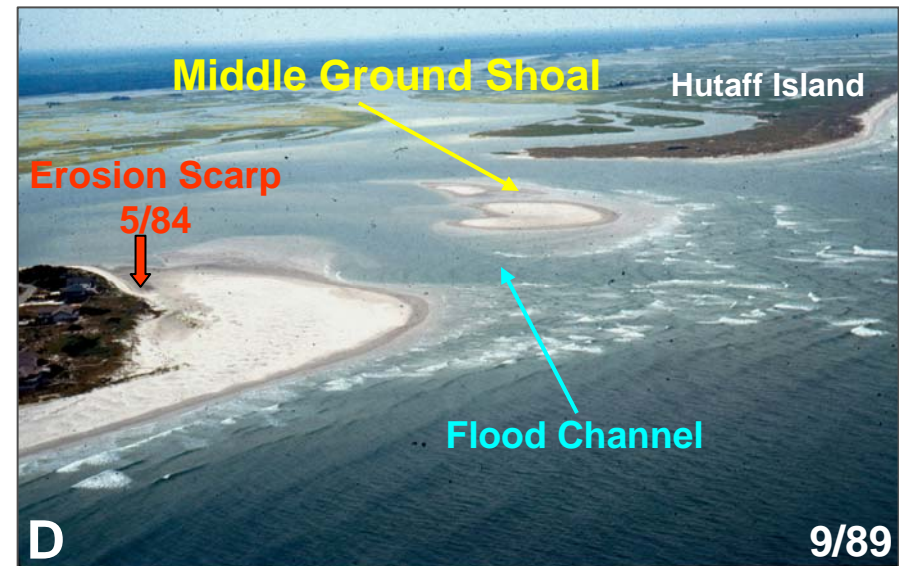 Middle Ground Shoal
Hutaff Island
Erosion Scarp
5/84
Flood Channel
D
9/89